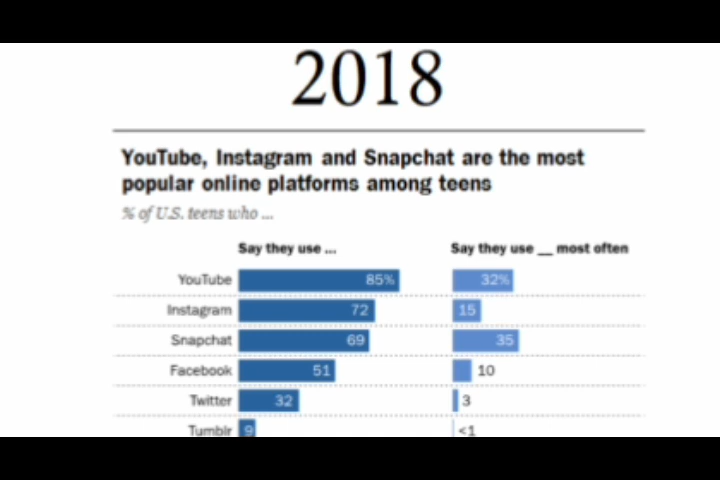 2018
YouTube, Instagram and Snapchat are the most
popular online platforms among teens
% of U.S. teens who ...
Say they use ... Say they use __ most often
YouTube 85% 32%
Instagram 72 15
Snapchat 69 35
Facebook 51 10
Twitter 32 3
Tumblr 9 <1